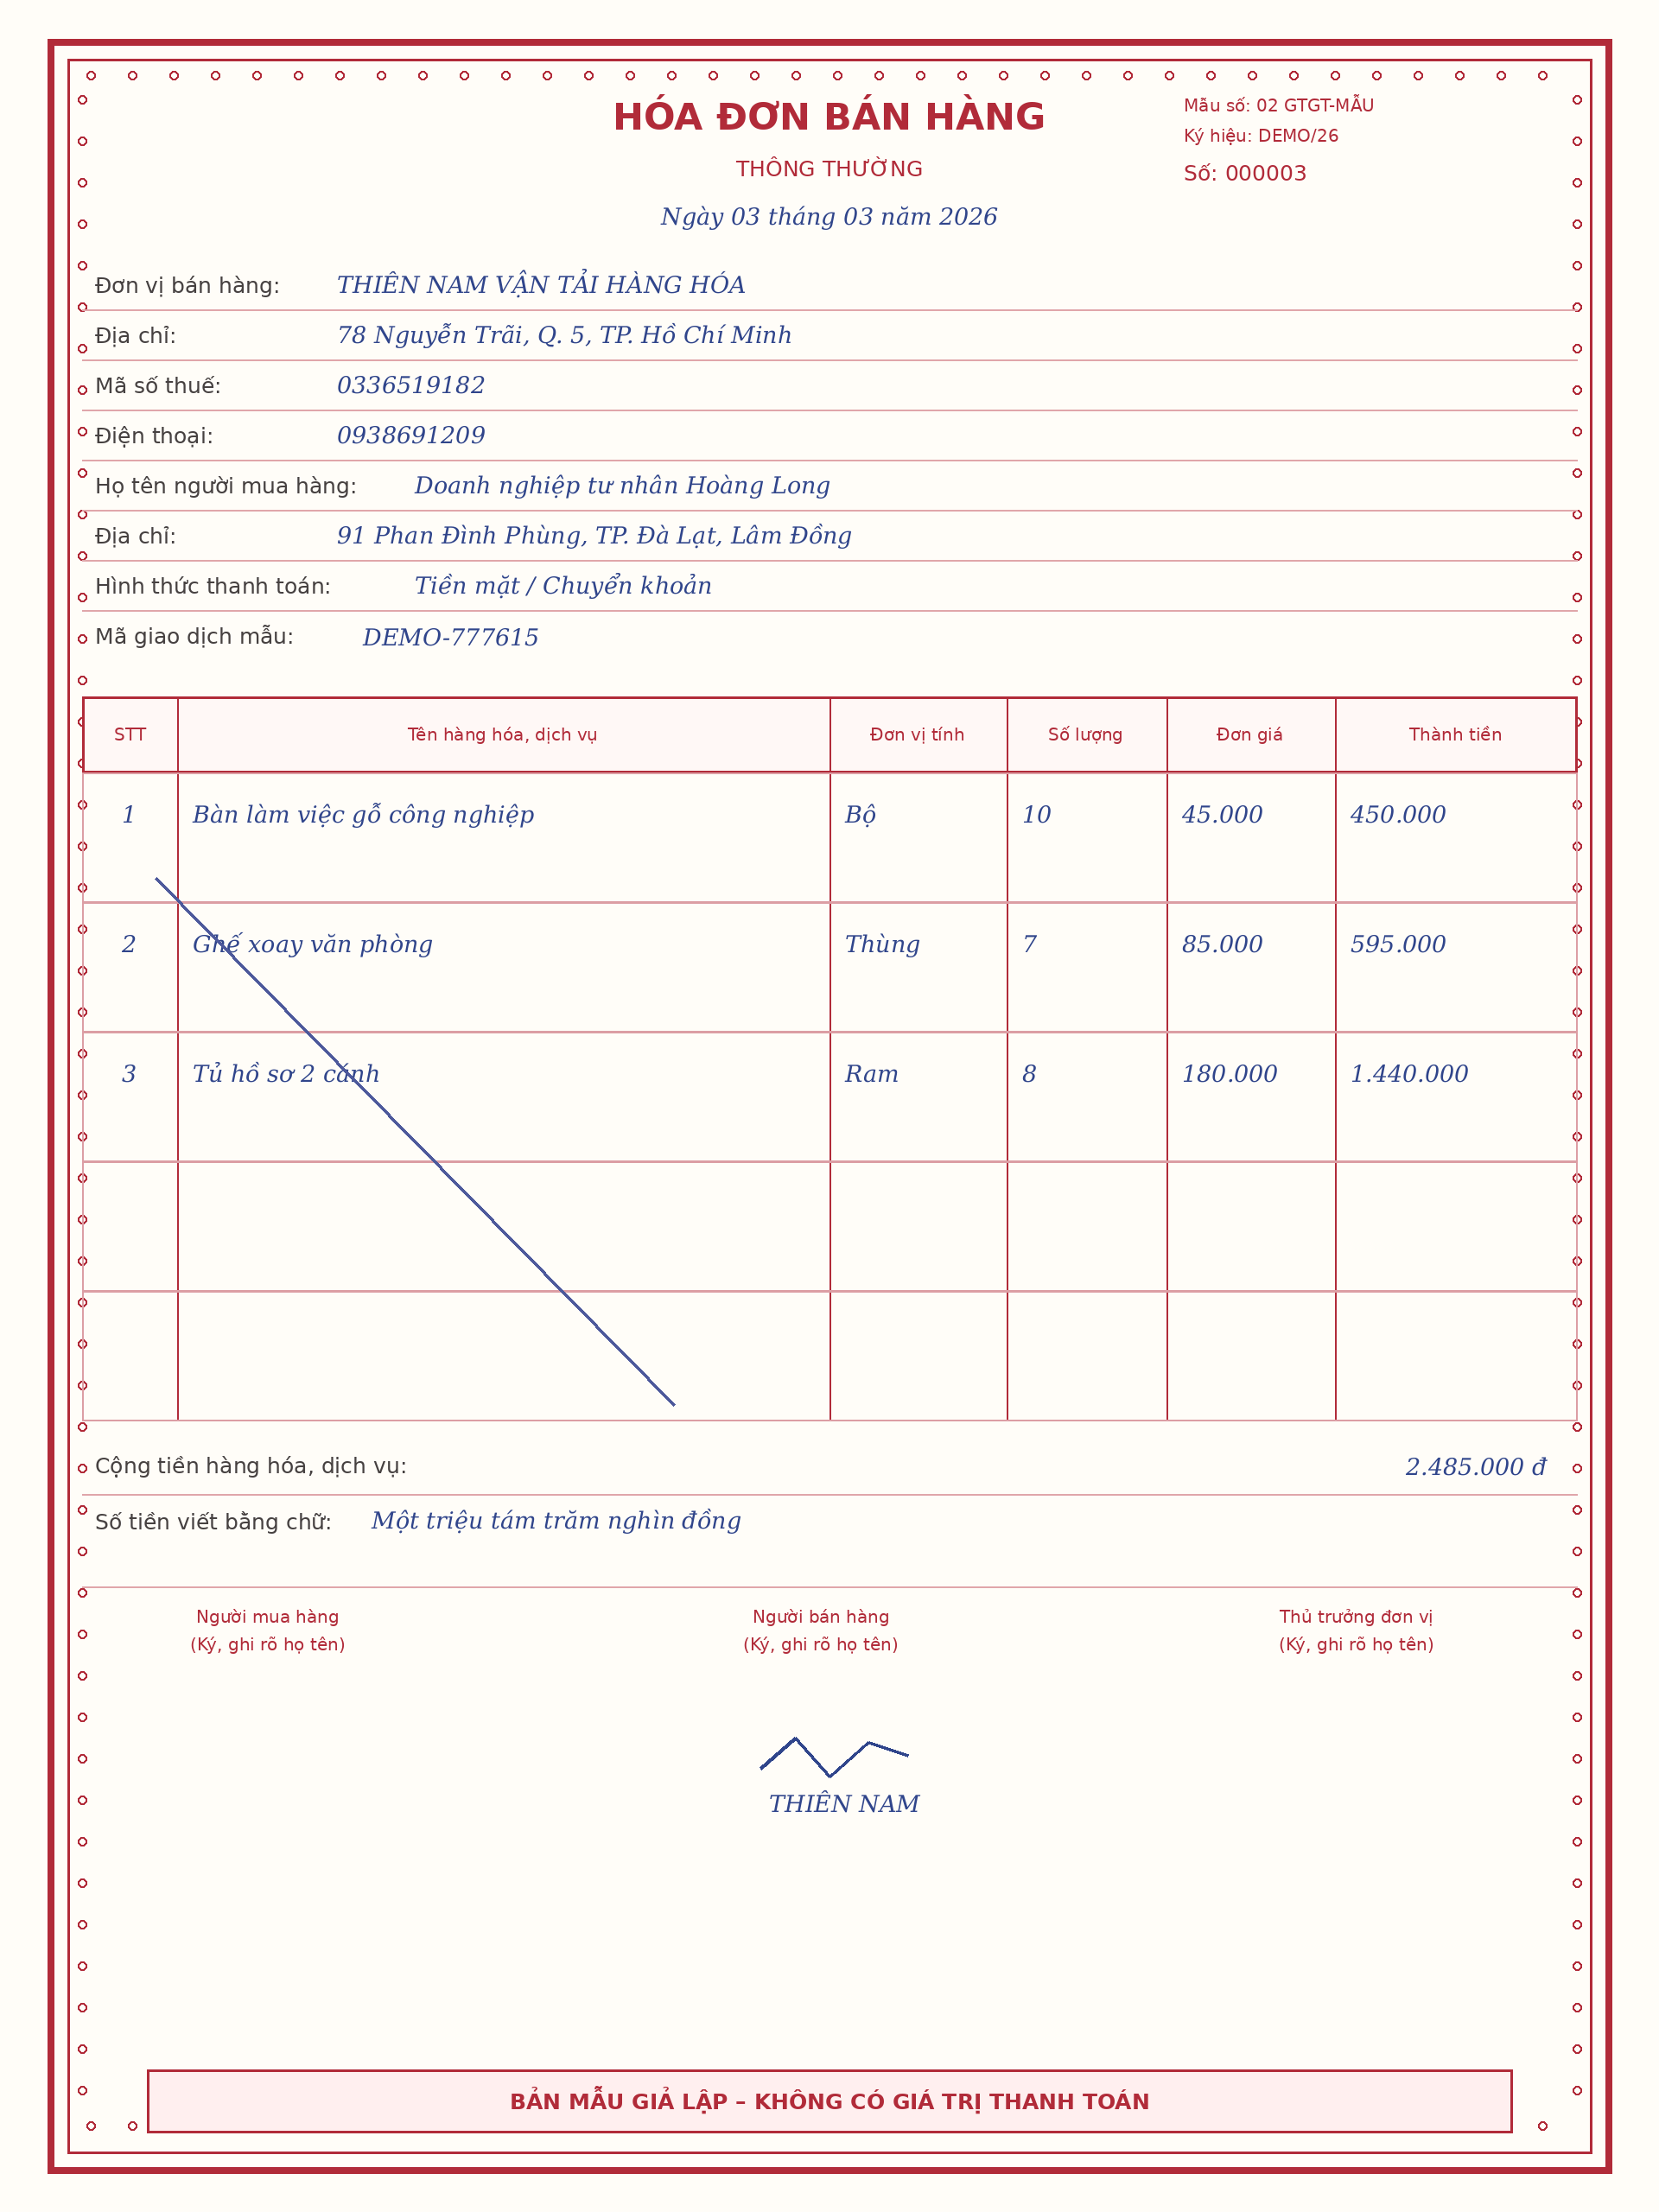 HÓA ĐƠN BÁN HÀNG
THÔNG THƯỜNG
Ngày 03 tháng 03 năm 2026
Mẫu số: 02 GTGT-MẪU
Ký hiệu: DEMO/26
Số: 000003
Đơn vị bán hàng: THIÊN NAM VẬN TẢI HÀNG HÓA
Địa chỉ: 78 Nguyễn Trãi, Q. 5, TP. Hồ Chí Minh
Mã số thuế: 0336519182
Điện thoại: 0938691209
Họ tên người mua hàng: Doanh nghiệp tư nhân Hoàng Long
Địa chỉ: 91 Phan Đình Phùng, TP. Đà Lạt, Lâm Đồng
Hình thức thanh toán: Tiền mặt / Chuyển khoản
Mã giao dịch mẫu: DEMO-777615
STT Tên hàng hóa, dịch vụ Đơn vị tính Số lượng Đơn giá Thành tiền
1 Bàn làm việc gỗ công nghiệp Bộ 10 45.000 450.000
2 Ghế xoay văn phòng Thùng 7 85.000 595.000
3 Tủ hồ sơ 2 cánh Ram 8 180.000 1.440.000
Cộng tiền hàng hóa, dịch vụ: 2.485.000 đ
Số tiền viết bằng chữ: Một triệu tám trăm nghìn đồng
Người mua hàng Người bán hàng Thủ trưởng đơn vị
(Ký, ghi rõ họ tên) (Ký, ghi rõ họ tên) (Ký, ghi rõ họ tên)
THIÊN NAM
BẢN MẪU GIẢ LẬP – KHÔNG CÓ GIÁ TRỊ THANH TOÁN